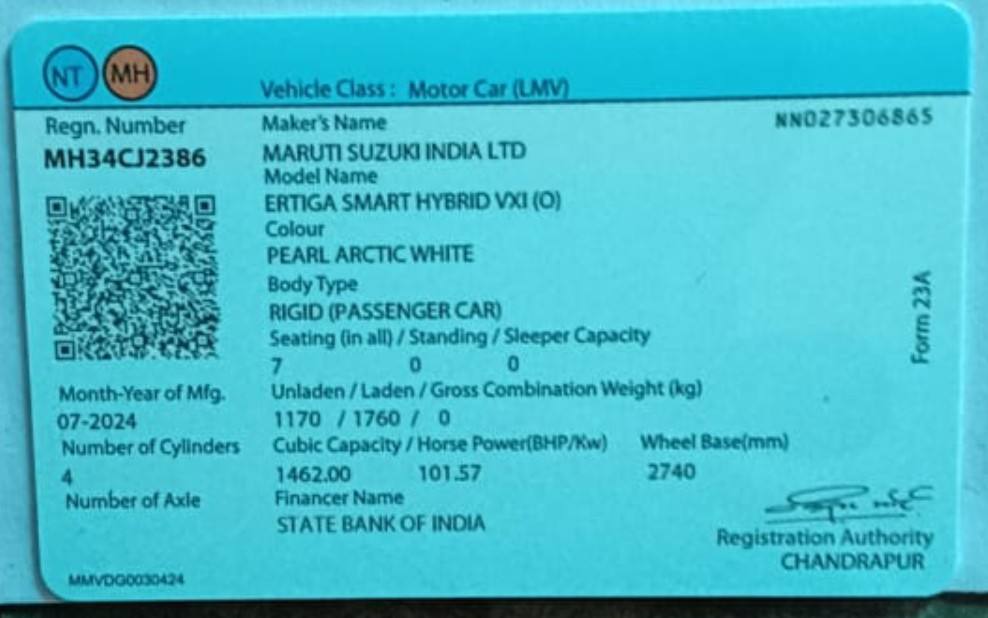 NT MH
Vehicle Class : Motor Car (LMV)
NN027306865
Regn. Number
MH34CJ2386
Maker's Name
MARUTI SUZUKI INDIA LTD
Model Name
ERTIGA SMART HYBRID VXI (O)
Colour
PEARL ARCTIC WHITE
Body Type
RIGID (PASSENGER CAR)
Seating (in all) / Standing / Sleeper Capacity
7 0 0
Form 23A
Month-Year of Mfg.
07-2024
Unladen / Laden / Gross Combination Weight (kg)
1170 / 1760 / 0
Number of Cylinders
4
Cubic Capacity / Horse Power(BHP/Kw)
1462.00 101.57
Wheel Base(mm)
2740
Number of Axle
Financer Name
STATE BANK OF INDIA
Registration Authority
CHANDRAPUR
MMVDG0030424